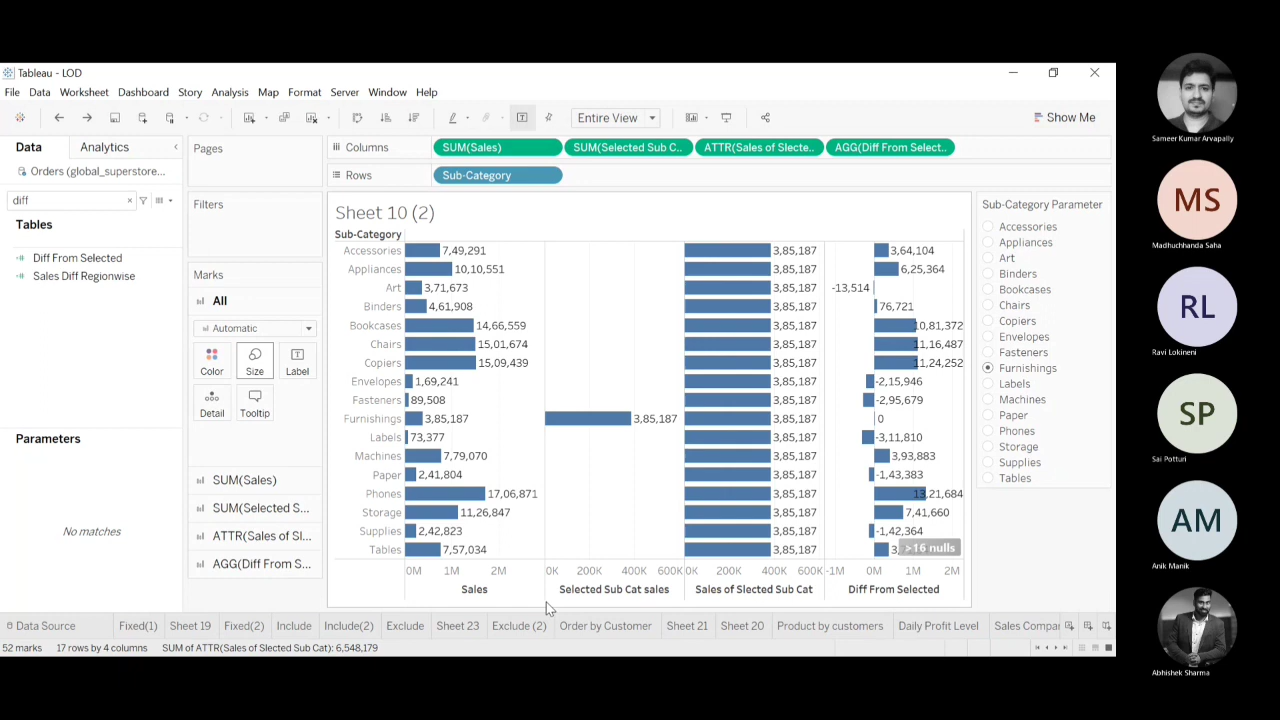 Tableau - LOD
File Data Worksheet Dashboard Story Analysis Map Format Server Window Help
Entire View
Show Me
Data Analytics
Orders (global_superstore...
diff
Tables
Diff From Selected
Sales Diff Regionwise
Parameters
No matches
Pages
Filters
Marks
All
Automatic
Color Size Label
Detail Tooltip
SUM(Sales)
SUM(Selected S...
ATTR(Sales of Sl...
AGG(Diff From S...
Columns SUM(Sales) SUM(Selected Sub C.. ATTR(Sales of Slecte.. AGG(Diff From Select..
Rows Sub-Category
Sheet 10 (2)
Sub-Category
Accessories 7,49,291 3,85,187 3,64,104
Appliances 10,10,551 3,85,187 6,25,364
Art 3,71,673 3,85,187 -13,514
Binders 4,61,908 3,85,187 76,721
Bookcases 14,66,559 3,85,187 10,81,372
Chairs 15,01,674 3,85,187 11,16,487
Copiers 15,09,439 3,85,187 11,24,252
Envelopes 1,69,241 3,85,187 -2,15,946
Fasteners 89,508 3,85,187 -2,95,679
Furnishings 3,85,187 3,85,187 3,85,187 0
Labels 73,377 3,85,187 -3,11,810
Machines 7,79,070 3,85,187 3,93,883
Paper 2,41,804 3,85,187 -1,43,383
Phones 17,06,871 3,85,187 13,21,684
Storage 11,26,847 3,85,187 7,41,660
Supplies 2,42,823 3,85,187 -1,42,364
Tables 7,57,034 3,85,187
>16 nulls
0M 1M 2M 0K 200K 400K 600K 0K 200K 400K 600K -1M 0M 1M 2M
Sales Selected Sub Cat sales Sales of Slected Sub Cat Diff From Selected
Sub-Category Parameter
Accessories
Appliances
Art
Binders
Bookcases
Chairs
Copiers
Envelopes
Fasteners
Furnishings
Labels
Machines
Paper
Phones
Storage
Supplies
Tables
Data Source Fixed(1) Sheet 19 Fixed(2) Include Include(2) Exclude Sheet 23 Exclude (2) Order by Customer Sheet 21 Sheet 20 Product by customers Daily Profit Level Sales Compar
52 marks 17 rows by 4 columns SUM of ATTR(Sales of Slected Sub Cat): 6,548,179
Sameer Kumar Arvapally
MS
Madhuchhanda Saha
RL
Ravi Lokineni
SP
Sai Potturi
AM
Anik Manik
Abhishek Sharma